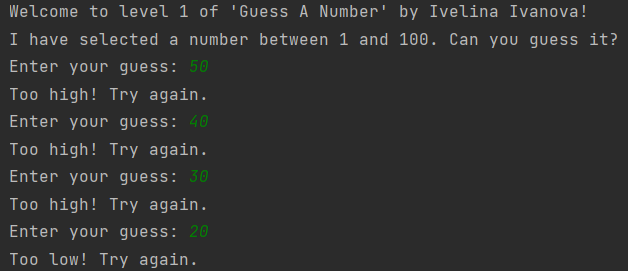 Welcome to level 1 of 'Guess A Number' by Ivelina Ivanova!
I have selected a number between 1 and 100. Can you guess it?
Enter your guess: 50
Too high! Try again.
Enter your guess: 40
Too high! Try again.
Enter your guess: 30
Too high! Try again.
Enter your guess: 20
Too low! Try again.